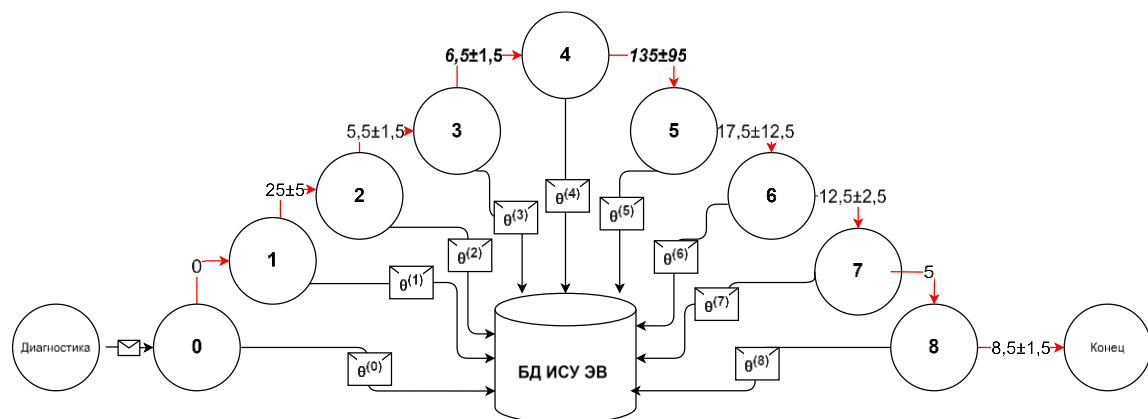 6,5±1,5
4
135±95
5,5±1,5
3
5
17,5±12,5
25±5
2
θ(4)
6
12,5±2,5
θ(3)
θ(5)
0
1
θ(2)
θ(6)
7
5
θ(1)
θ(7)
Диагностика
0
θ(0)
БД ИСУ ЭВ
θ(8)
8
8,5±1,5
Конец